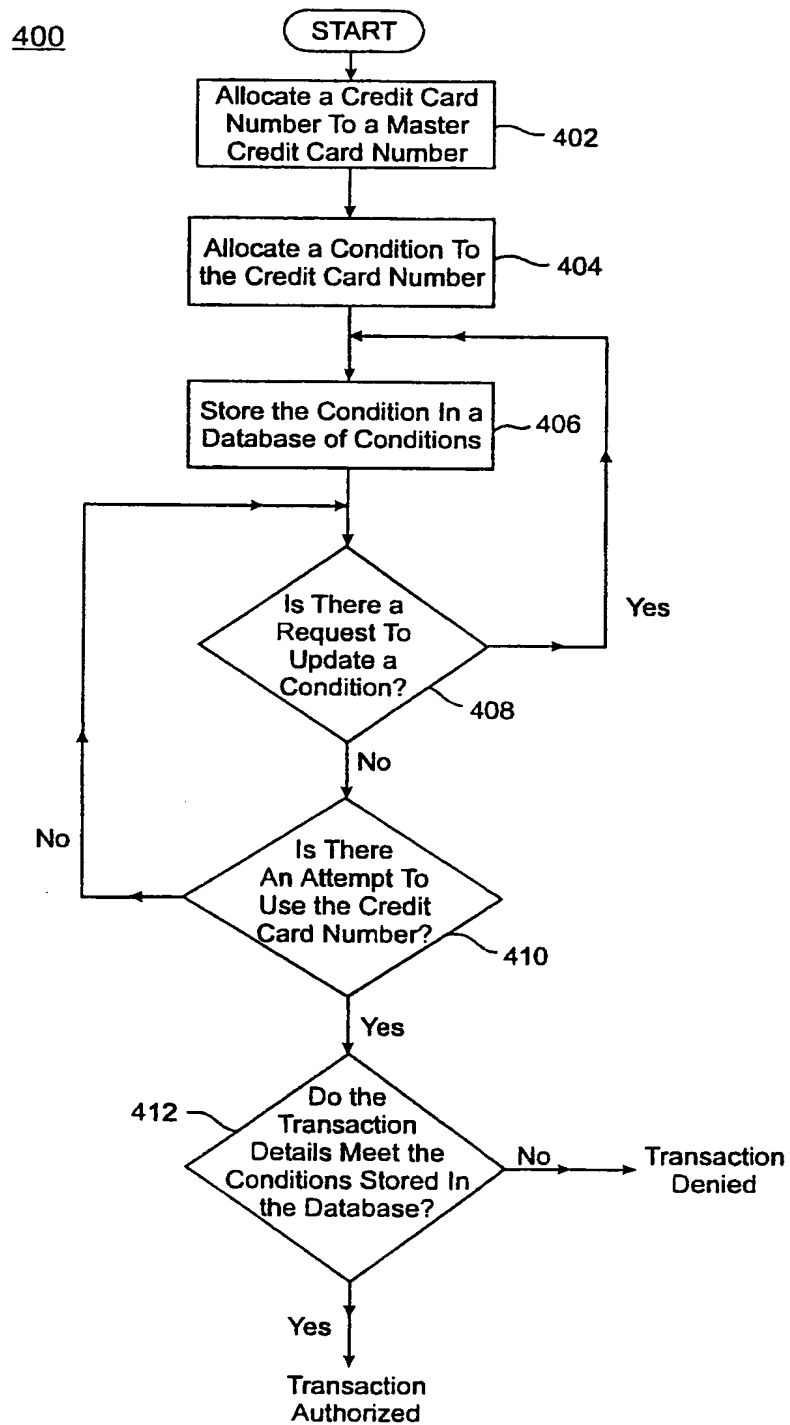 400
START
Allocate a Credit Card
Number To a Master
Credit Card Number
402
Allocate a Condition To
the Credit Card Number
404
Store the Condition In a
Database of Conditions
406
Is There a
Request To
Update a
Condition?
408
Yes
No
Is There
An Attempt To
Use the Credit
Card Number?
410
No
Yes
412
Do the
Transaction
Details Meet the
Conditions Stored In
the Database?
No
Transaction
Denied
Yes
Transaction
Authorized